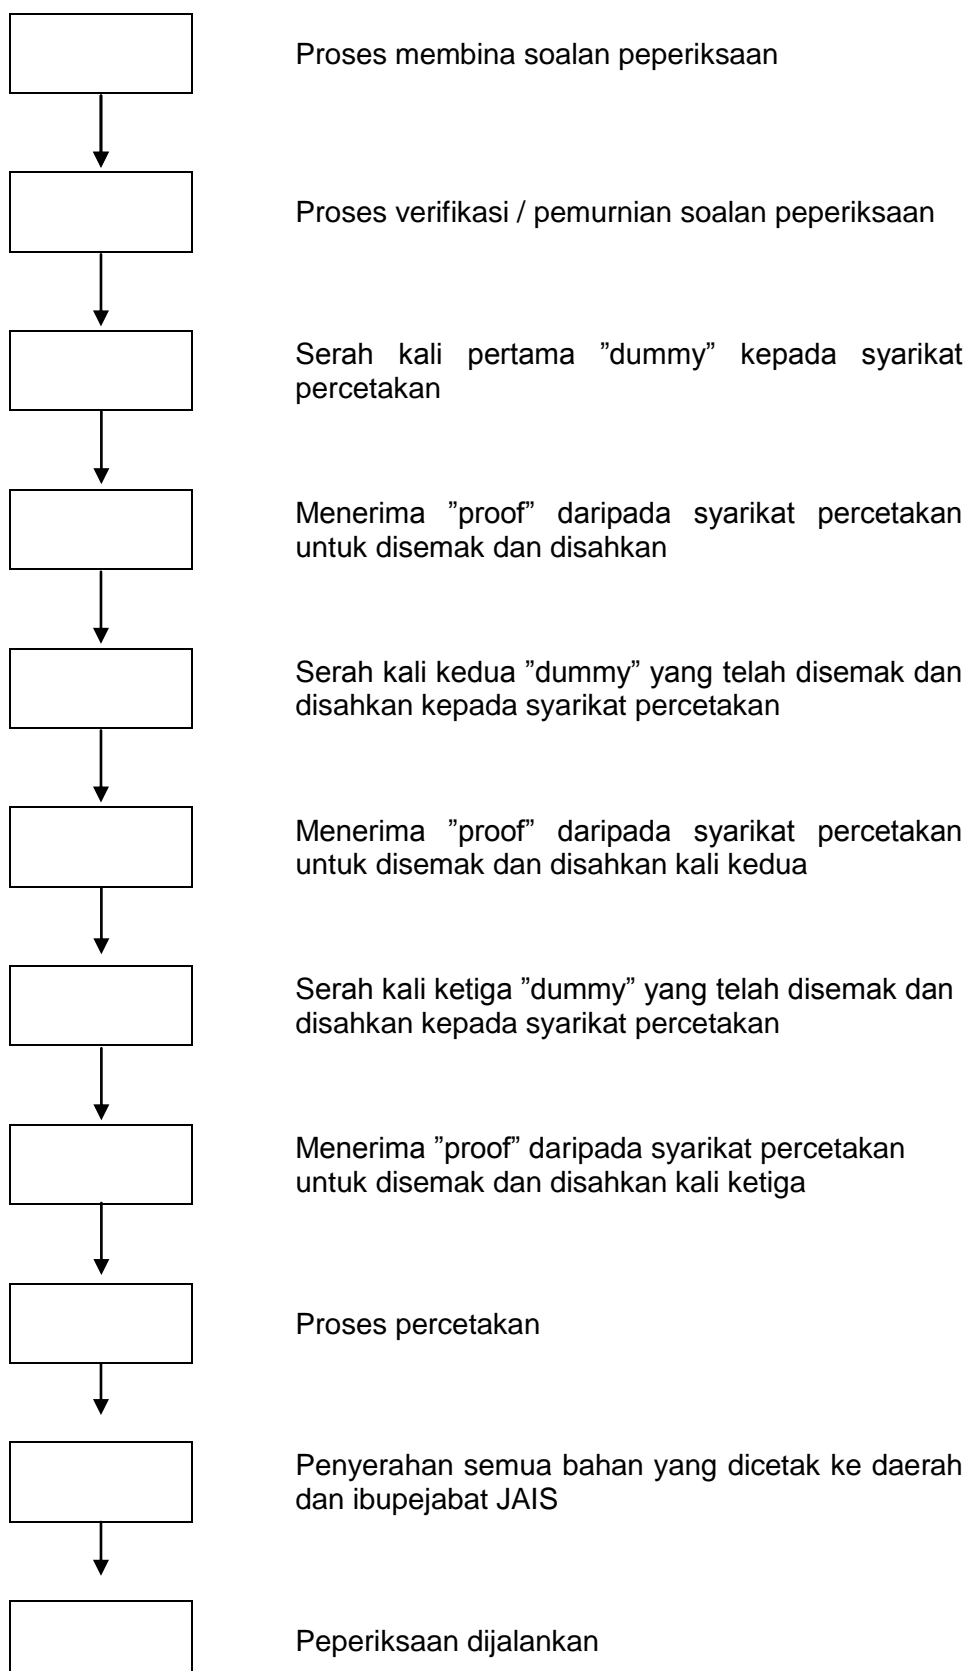 Proses membina soalan peperiksaan
Proses verifikasi / pemurnian soalan peperiksaan
Serah kali pertama ”dummy” kepada syarikat
percetakan
Menerima ”proof” daripada syarikat percetakan
untuk disemak dan disahkan
Serah kali kedua ”dummy” yang telah disemak dan
disahkan kepada syarikat percetakan
Menerima ”proof” daripada syarikat percetakan
untuk disemak dan disahkan kali kedua
Serah kali ketiga ”dummy” yang telah disemak dan
disahkan kepada syarikat percetakan
Menerima ”proof” daripada syarikat percetakan
untuk disemak dan disahkan kali ketiga
Proses percetakan
Penyerahan semua bahan yang dicetak ke daerah
dan ibupejabat JAIS
Peperiksaan dijalankan